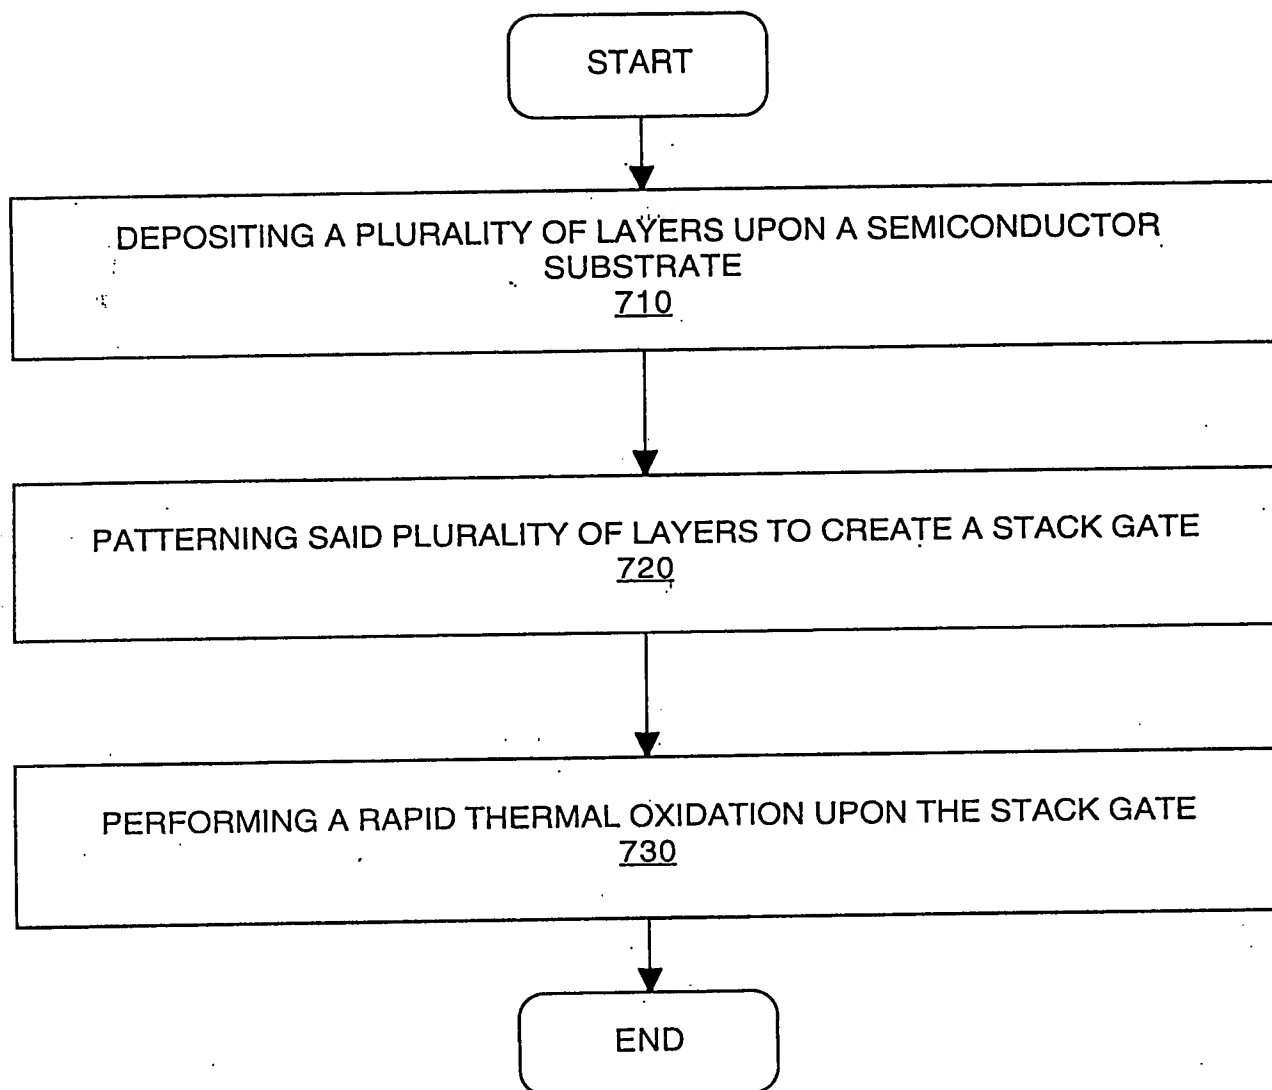 START
DEPOSITING A PLURALITY OF LAYERS UPON A SEMICONDUCTOR
SUBSTRATE
710
PATTERNING SAID PLURALITY OF LAYERS TO CREATE A STACK GATE
720
PERFORMING A RAPID THERMAL OXIDATION UPON THE STACK GATE
730
END